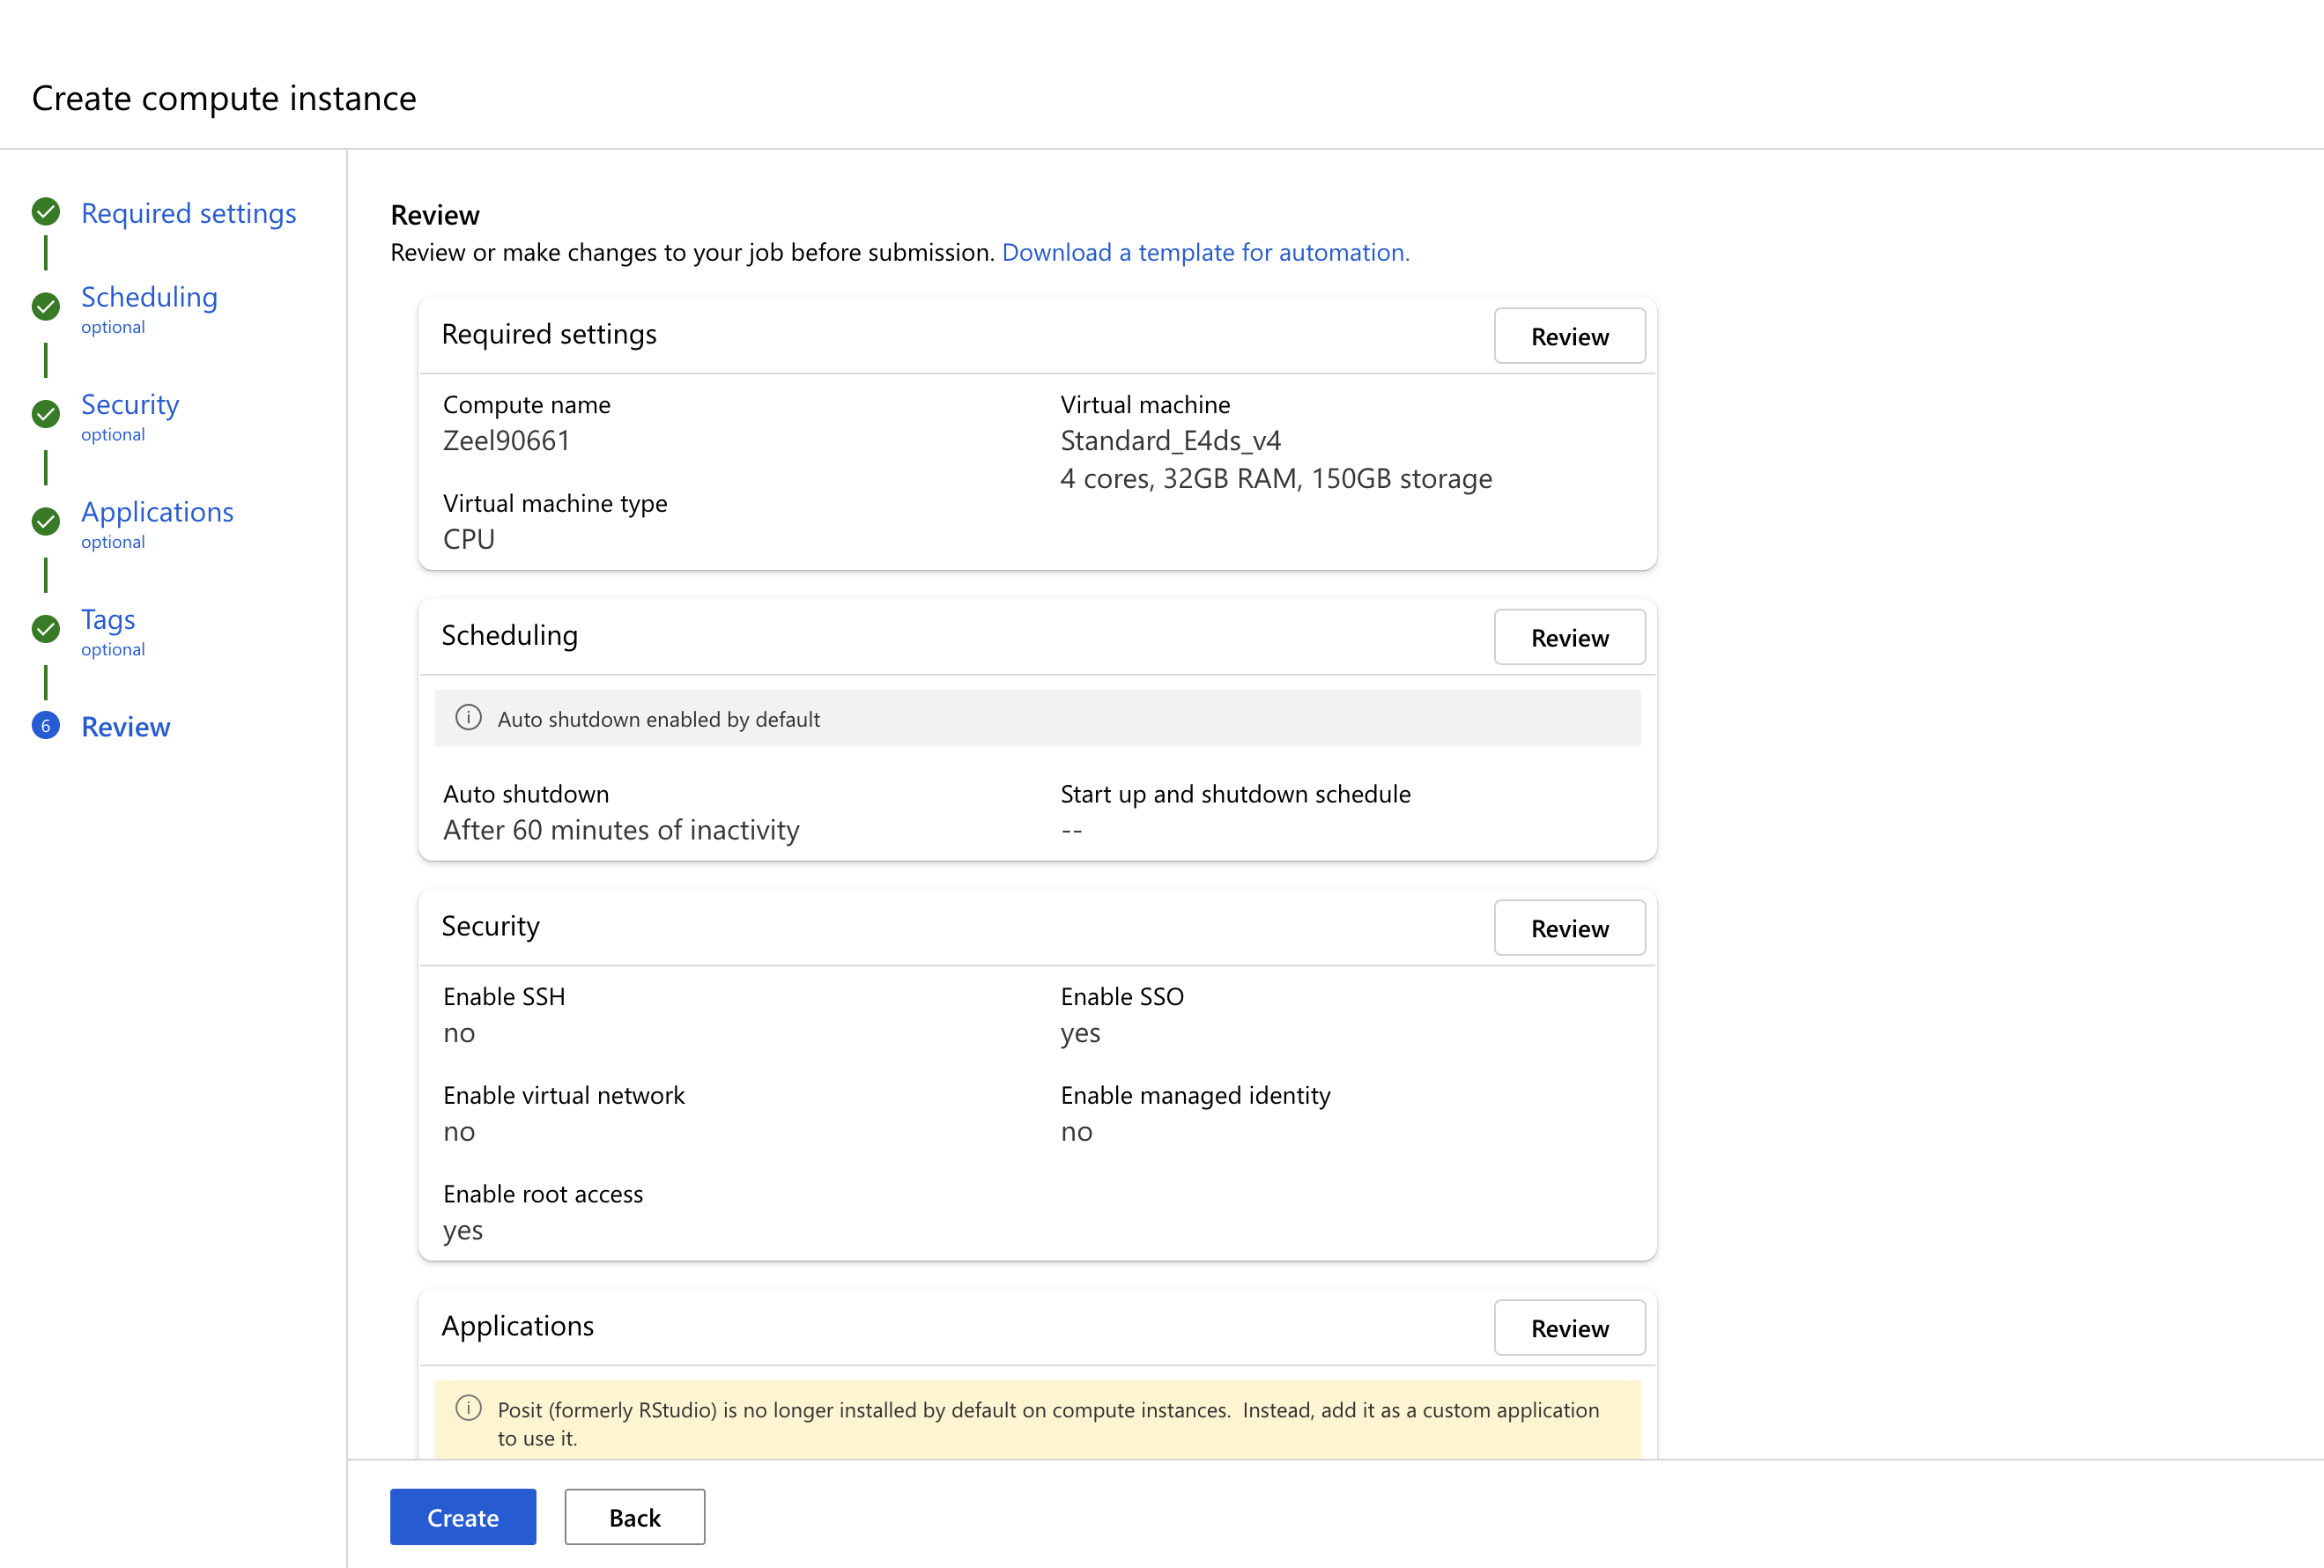 Create compute instance
Required settings
Scheduling
optional
Security
optional
Applications
optional
Tags
optional
6
Review
Review
Review or make changes to your job before submission. Download a template for automation.
Required settings
Review
Compute name
Zeel90661
Virtual machine type
CPU
Virtual machine
Standard_E4ds_v4
4 cores, 32GB RAM, 150GB storage
Scheduling
Review
Auto shutdown enabled by default
Auto shutdown
After 60 minutes of inactivity
Start up and shutdown schedule
--
Security
Review
Enable SSH
no
Enable SSO
yes
Enable virtual network
no
Enable managed identity
no
Enable root access
yes
Applications
Review
Posit (formerly RStudio) is no longer installed by default on compute instances. Instead, add it as a custom application
to use it.
Create
Back